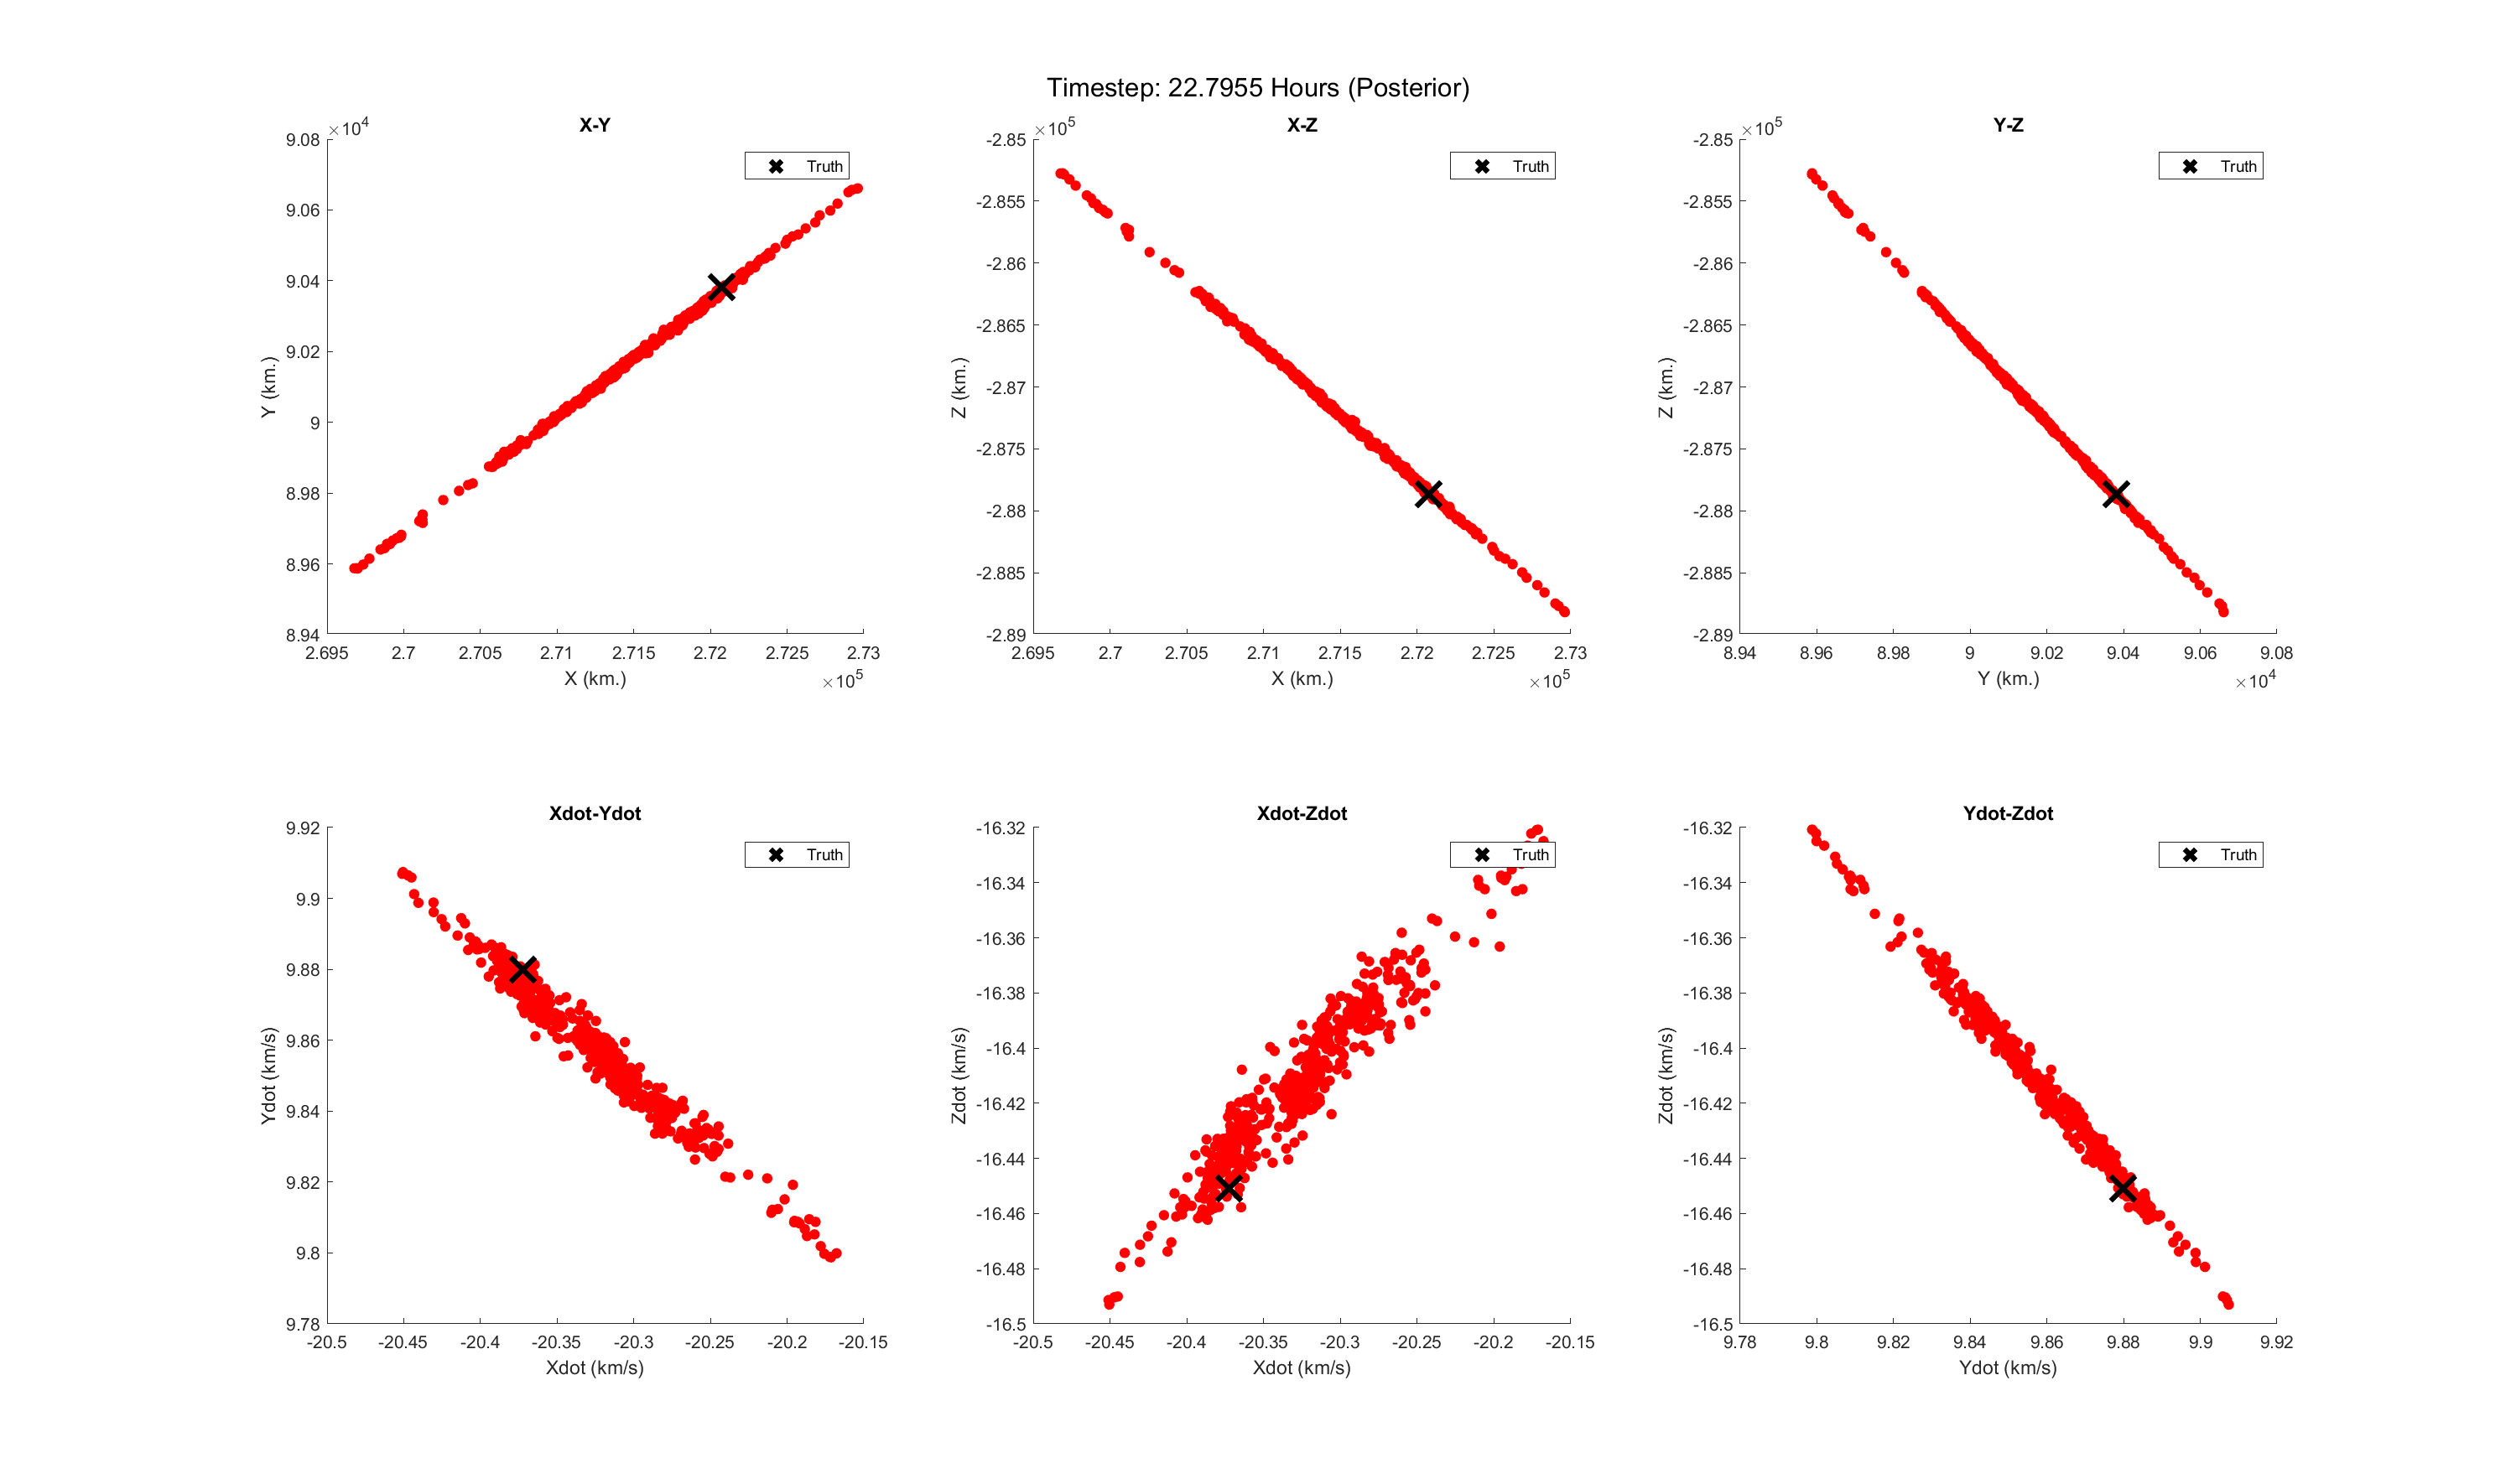 Timestep: 22.7955 Hours (Posterior)
X-Y
×10^4
Truth
9.08
9.06
9.04
9.02
9
8.98
8.96
8.94
Y (km.)
2.695 2.7 2.705 2.71 2.715 2.72 2.725 2.73
X (km.)
×10^5
X-Z
×10^5
Truth
-2.85
-2.855
-2.86
-2.865
-2.87
-2.875
-2.88
-2.885
-2.89
Z (km.)
2.695 2.7 2.705 2.71 2.715 2.72 2.725 2.73
X (km.)
×10^5
Y-Z
×10^5
Truth
-2.85
-2.855
-2.86
-2.865
-2.87
-2.875
-2.88
-2.885
-2.89
Z (km.)
8.94 8.96 8.98 9 9.02 9.04 9.06 9.08
Y (km.)
×10^4
Xdot-Ydot
Truth
9.92
9.9
9.88
9.86
9.84
9.82
9.8
9.78
Ydot (km/s)
-20.5 -20.45 -20.4 -20.35 -20.3 -20.25 -20.2 -20.15
Xdot (km/s)
Xdot-Zdot
Truth
-16.32
-16.34
-16.36
-16.38
-16.4
-16.42
-16.44
-16.46
-16.48
-16.5
Zdot (km/s)
-20.5 -20.45 -20.4 -20.35 -20.3 -20.25 -20.2 -20.15
Xdot (km/s)
Ydot-Zdot
Truth
-16.32
-16.34
-16.36
-16.38
-16.4
-16.42
-16.44
-16.46
-16.48
-16.5
Zdot (km/s)
9.78 9.8 9.82 9.84 9.86 9.88 9.9 9.92
Ydot (km/s)